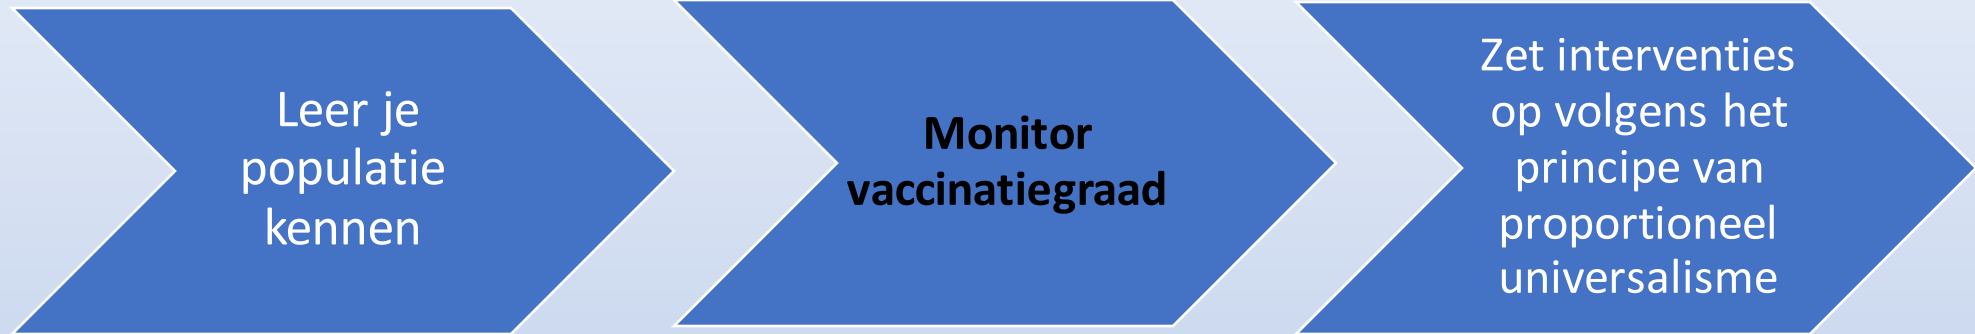 Leer je
populatie
kennen
Monitor
vaccinatiegraad
Zet interventies
op volgens het
principe van
proportioneel
universalisme